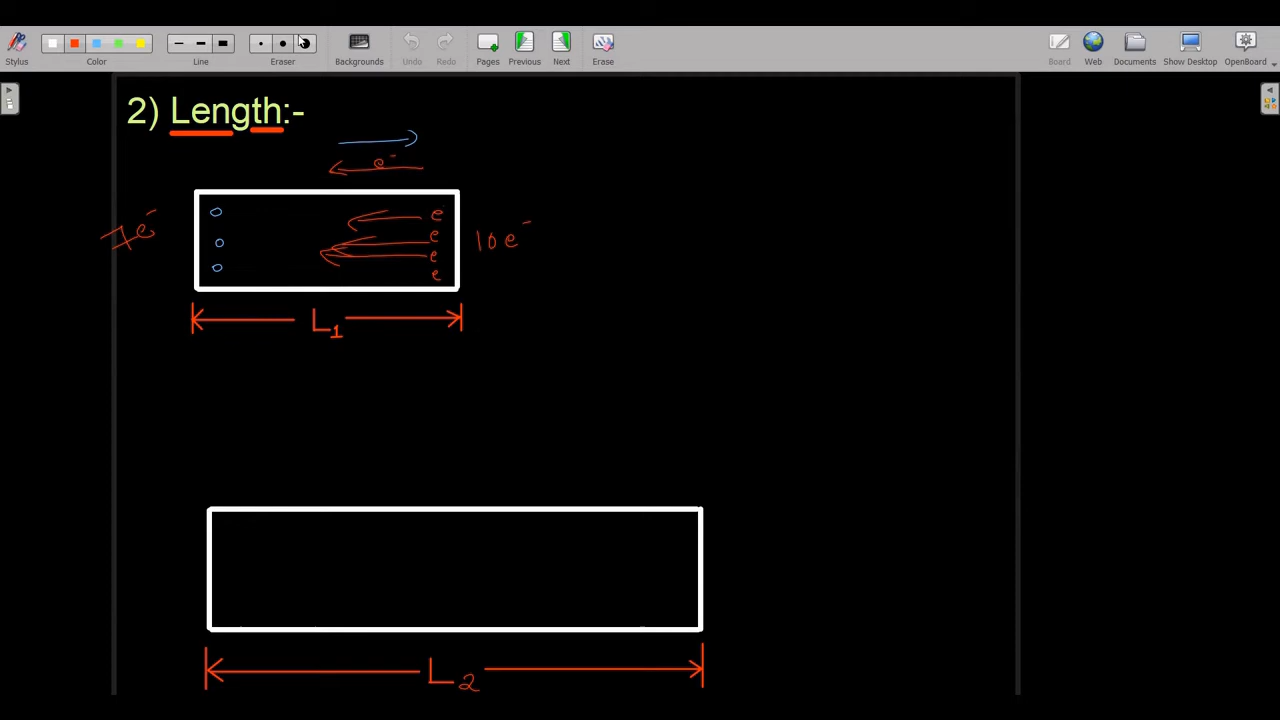 Stylus Color Line Eraser Backgrounds Undo Redo Pages Previous Next Erase Board Web Documents Show Desktop OpenBoard
2) Length:-
e⁻
7e⁻ e 10e⁻
e
e
e
L₁
L₂